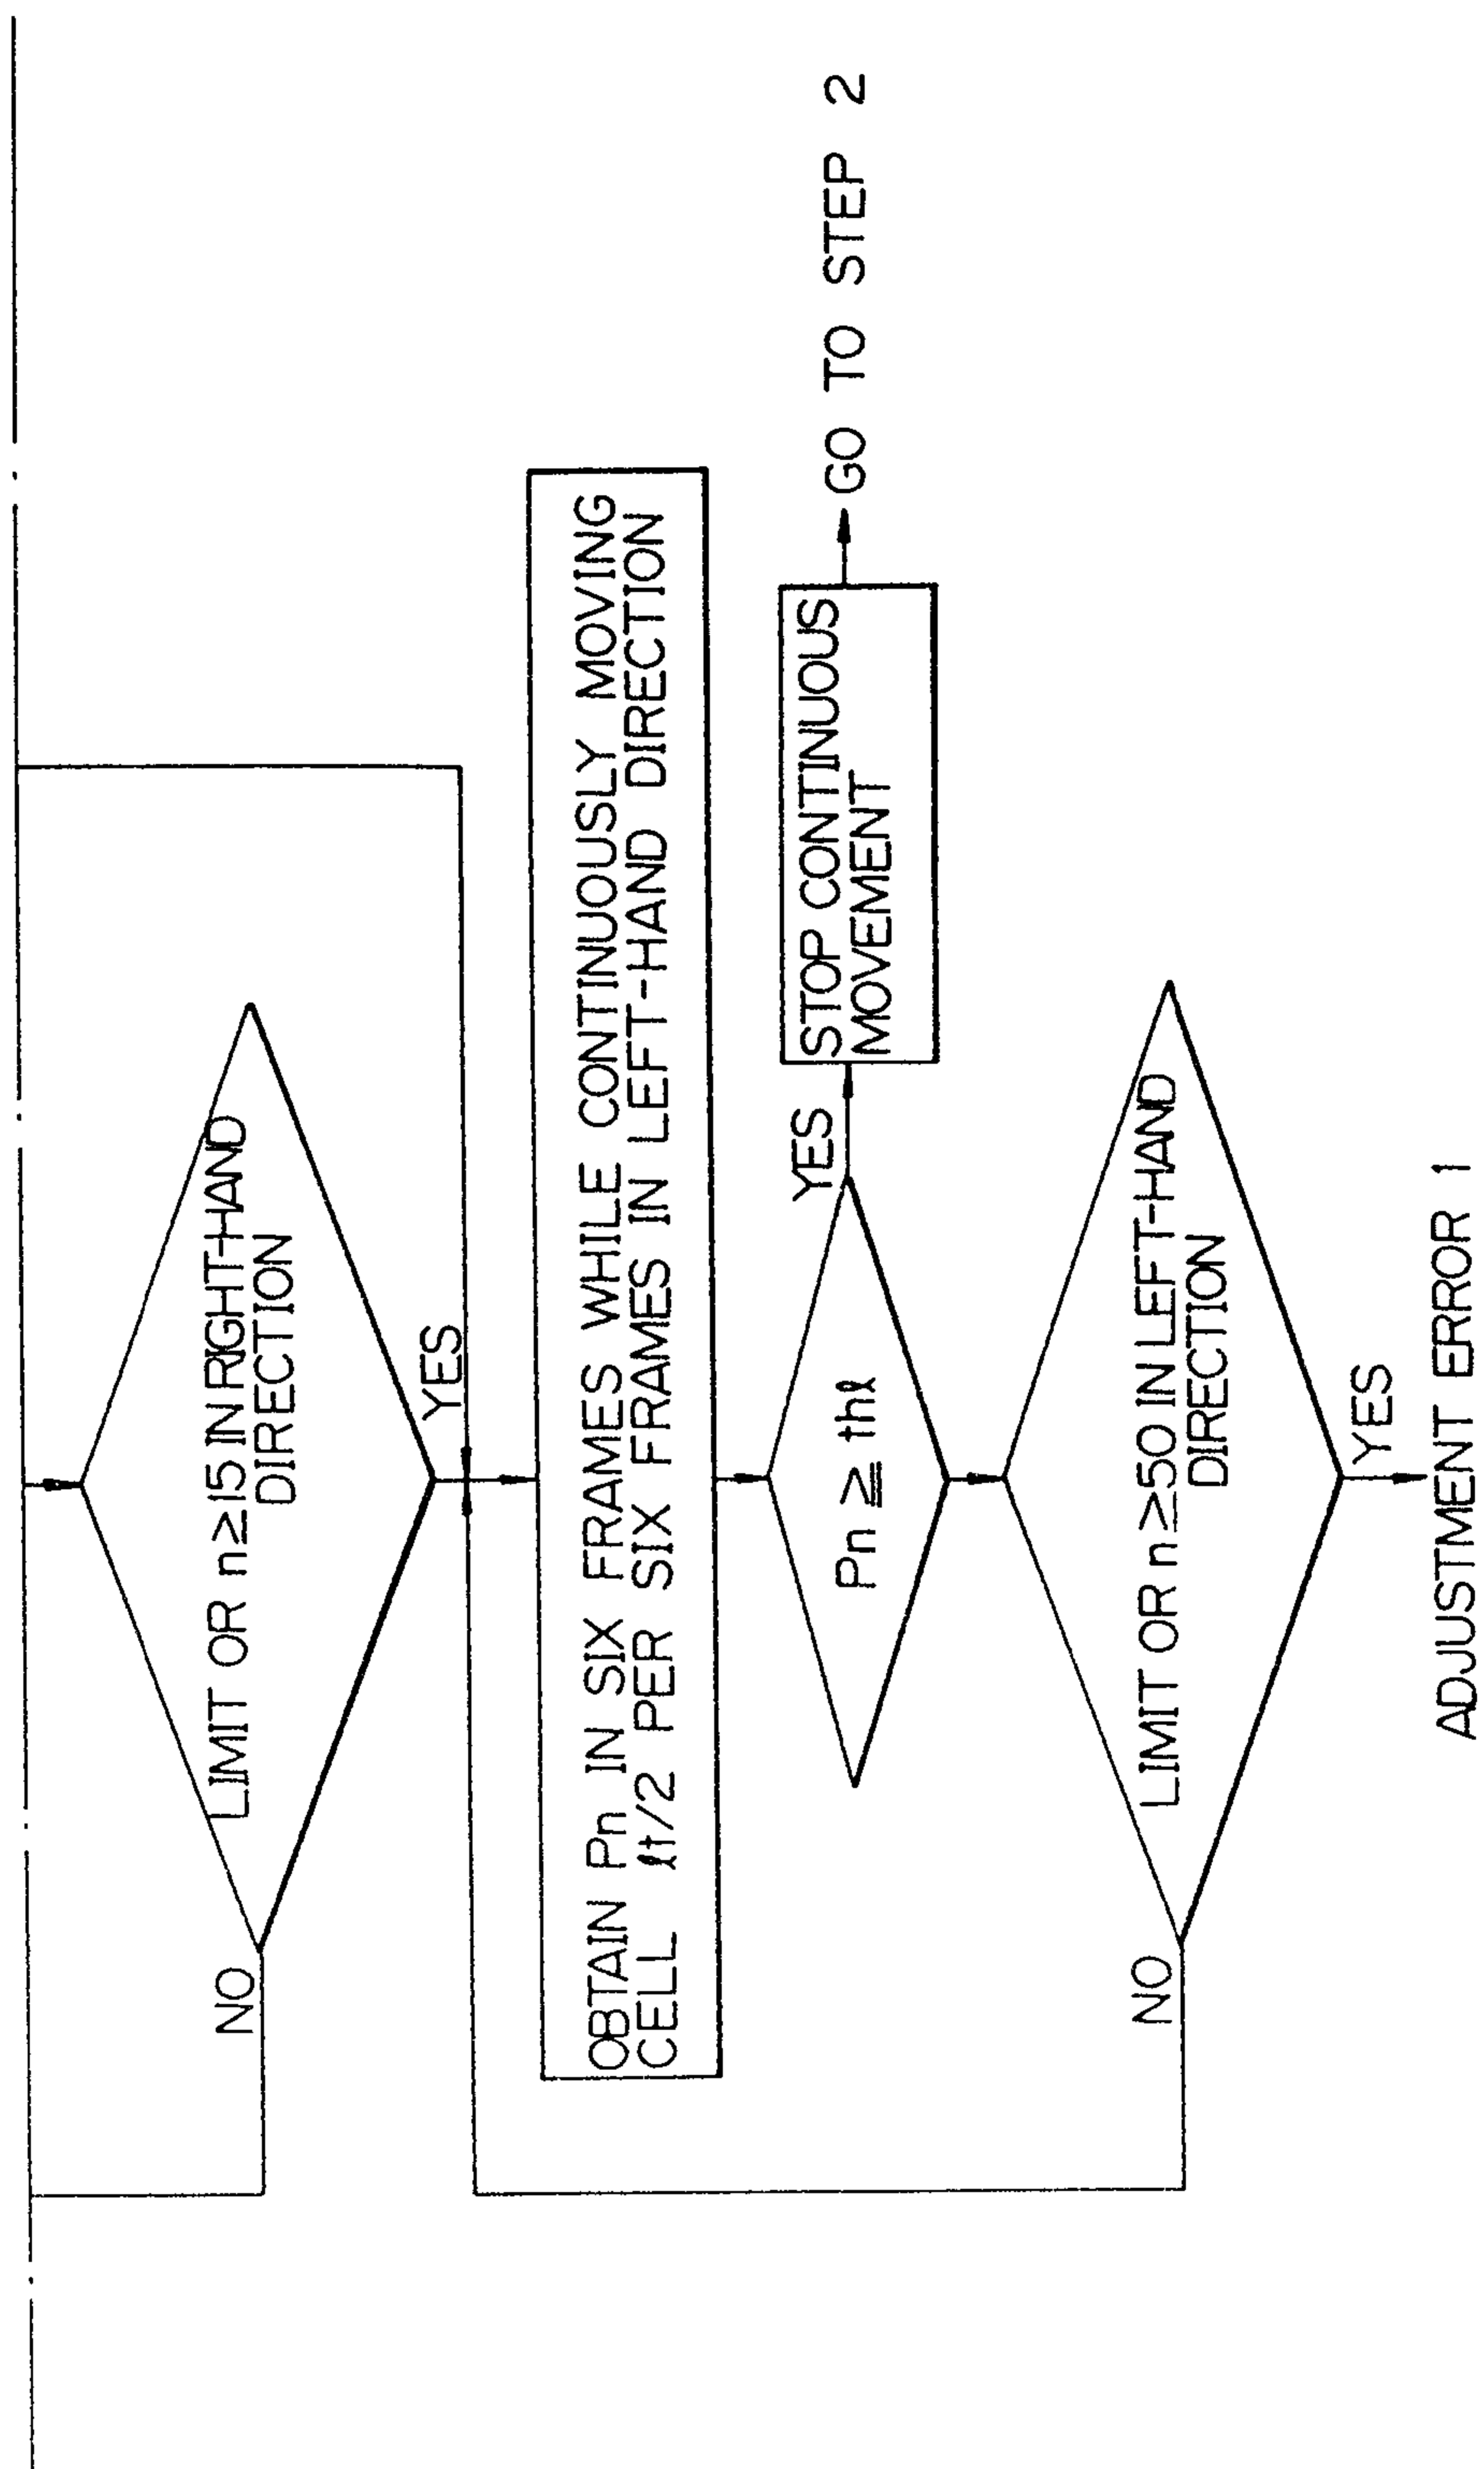 LIMIT OR n≥15 IN RIGHT-HAND
DIRECTION
NO
YES
OBTAIN Pn IN SIX FRAMES WHILE CONTINUOUSLY MOVING
CELL ℓt/2 PER SIX FRAMES IN LEFT-HAND DIRECTION
Pn ≧ thℓ
YES
STOP CONTINUOUS
MOVEMENT
GO TO STEP 2
LIMIT OR n≥50 IN LEFT-HAND
DIRECTION
NO
YES
ADJUSTMENT ERROR 1